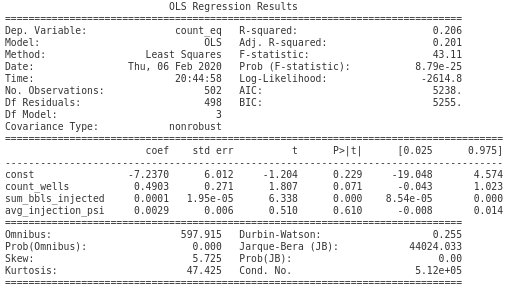 OLS Regression Results
==============================================================================
Dep. Variable: count_eq R-squared: 0.206
Model: OLS Adj. R-squared: 0.201
Method: Least Squares F-statistic: 43.11
Date: Thu, 06 Feb 2020 Prob (F-statistic): 8.79e-25
Time: 20:44:58 Log-Likelihood: -2614.8
No. Observations: 502 AIC: 5238.
Df Residuals: 498 BIC: 5255.
Df Model: 3
Covariance Type: nonrobust
=====================================================================================
coef std err t P>|t| [0.025 0.975]
-------------------------------------------------------------------------------------
const -7.2370 6.012 -1.204 0.229 -19.048 4.574
count_wells 0.4903 0.271 1.807 0.071 -0.043 1.023
sum_bbls_injected 0.0001 1.95e-05 6.338 0.000 8.54e-05 0.000
avg_injection_psi 0.0029 0.006 0.510 0.610 -0.008 0.014
==============================================================================
Omnibus: 597.915 Durbin-Watson: 0.255
Prob(Omnibus): 0.000 Jarque-Bera (JB): 44024.033
Skew: 5.725 Prob(JB): 0.00
Kurtosis: 47.425 Cond. No. 5.12e+05
==============================================================================